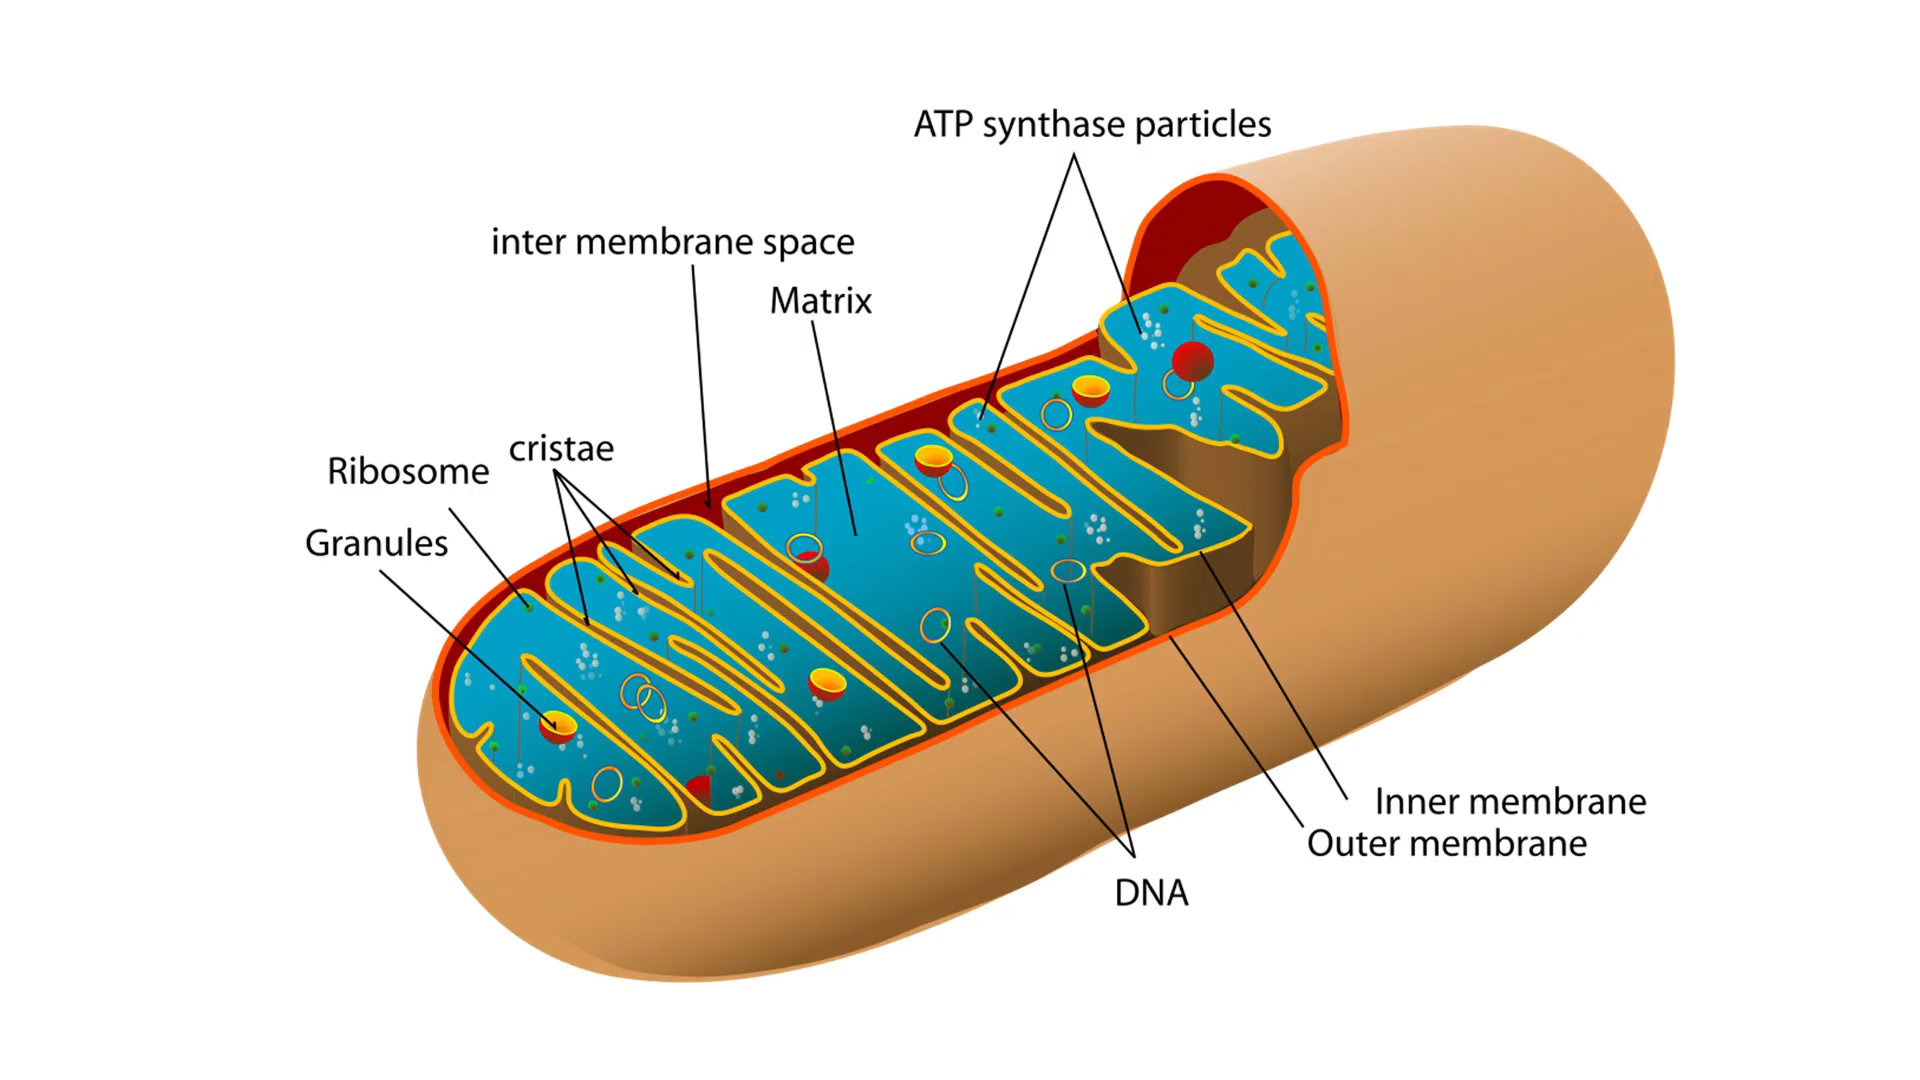 ATP synthase particles
inter membrane space
Matrix
cristae
Ribosome
Granules
Inner membrane
Outer membrane
DNA